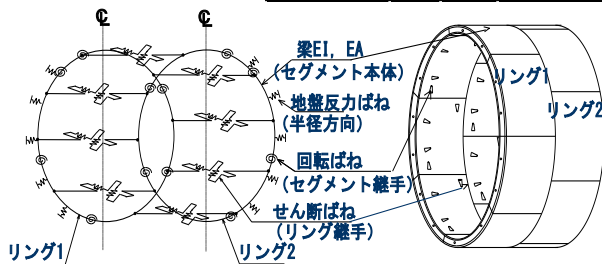 ℄ ℄
梁EI, EA
(セグメント本体)
地盤反力ばね
(半径方向)
回転ばね
(セグメント継手)
せん断ばね
(リング継手)
リング1
リング2
リング1
リング2